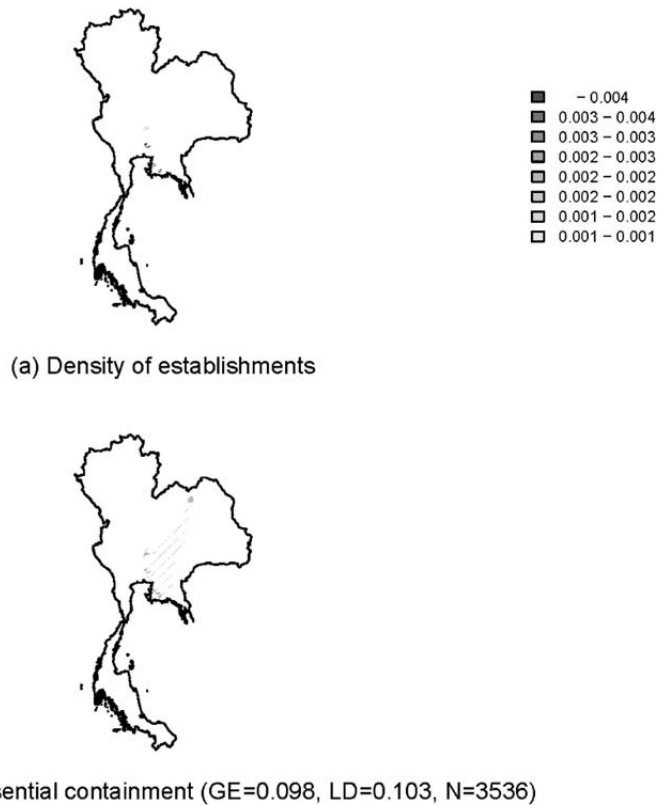 − 0.004
0.003 − 0.004
0.003 − 0.003
0.002 − 0.003
0.002 − 0.002
0.002 − 0.002
0.001 − 0.002
0.001 − 0.001
(a) Density of establishments
containment (GE=0.098, LD=0.103, N=3536)